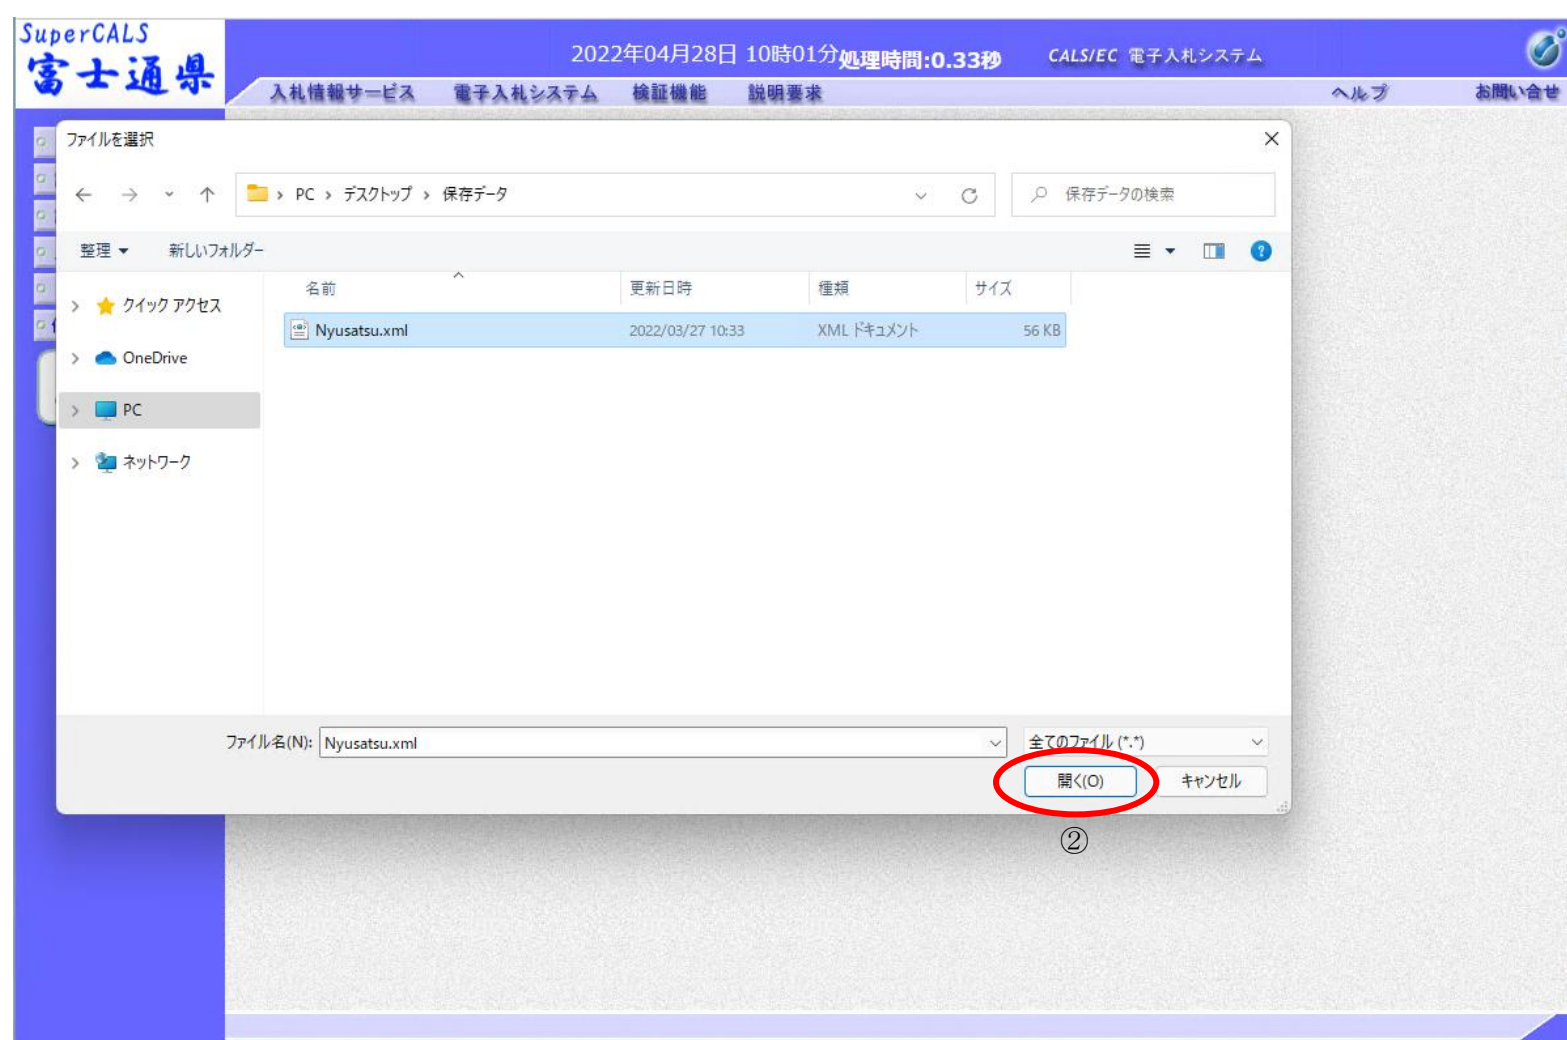 SuperCALS
富士通県
2022年04月28日 10時01分処理時間:0.33秒
CALS/EC 電子入札システム
入札情報サービス 電子入札システム 検証機能 説明要求 ヘルプ お問い合せ
ファイルを選択
PC › デスクトップ › 保存データ
保存データの検索
整理 新しいフォルダー
名前 更新日時 種類 サイズ
クイック アクセス
Nyusatsu.xml 2022/03/27 10:33 XML ドキュメント 56 KB
OneDrive
PC
ネットワーク
ファイル名(N): Nyusatsu.xml 全てのファイル (*.*)
開く(O) キャンセル
②